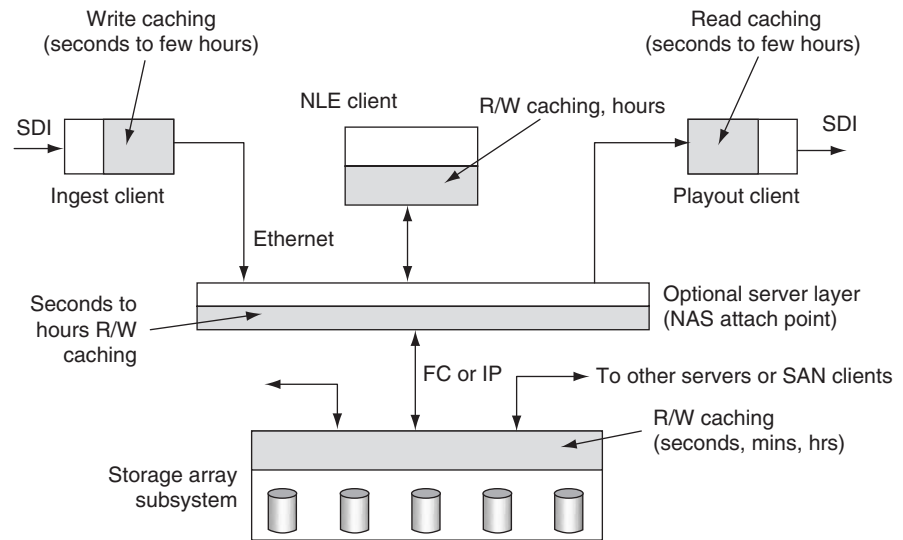 Write caching
(seconds to few hours)
Read caching
(seconds to few hours)
NLE client
R/W caching, hours
SDI
SDI
Ingest client
Playout client
Ethernet
Seconds to
hours R/W
caching
Optional server layer
(NAS attach point)
FC or IP
To other servers or SAN clients
R/W caching
(seconds, mins, hrs)
Storage array
subsystem